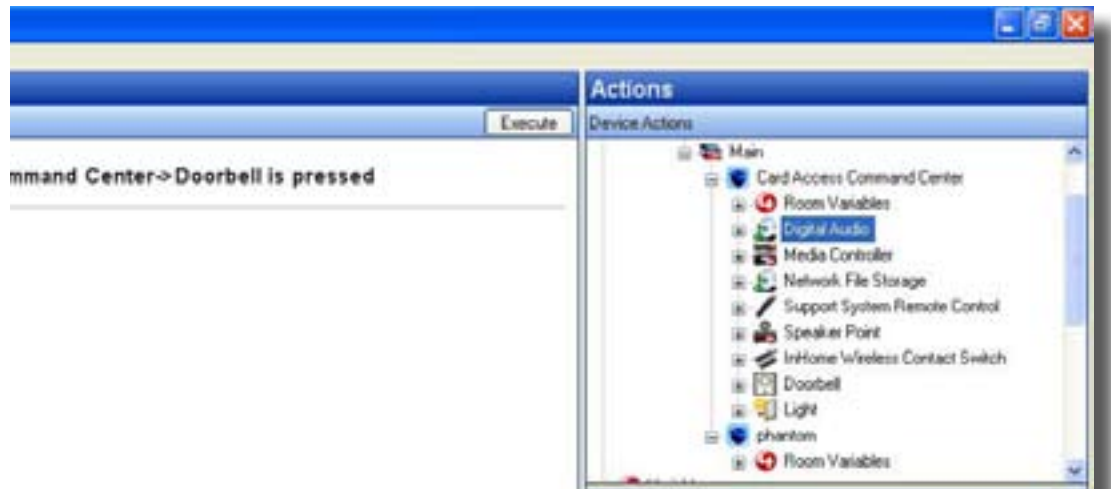 Actions
Execute
Device Actions
mmand Center->Doorbell is pressed
Main
Card Access Command Center
Room Variables
Digital Audio
Media Controller
Network File Storage
Support System Remote Control
Speaker Point
InHome Wireless Contact Switch
Doorbell
Light
phantom
Room Variables